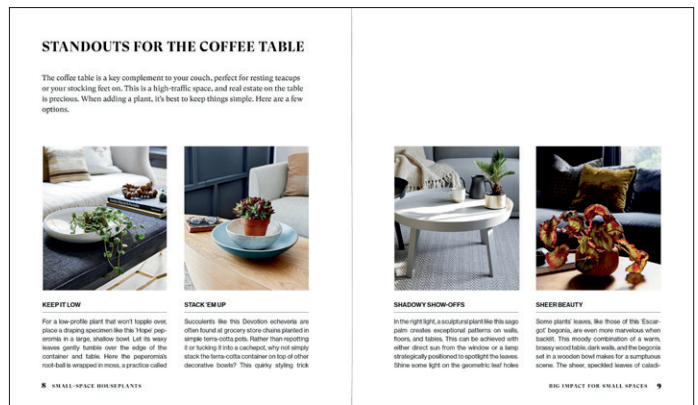 STANDOUTS FOR THE COFFEE TABLE
The coffee table is a key complement to your couch, perfect for resting teacups
or your stocking feet on. This is a high-traffic space, and real estate on the table
is precious. When adding a plant, it's best to keep things simple. Here are a few
options.
KEEP IT LOW
For a low-profile plant that won't topple over,
place a draping specimen like this 'Hope' pep-
eromia in a large, shallow bowl. Let its waxy
leaves gently tumble over the edge of the
container and table. Here the peperomia's
root-ball is wrapped in moss, a practice called
STACK 'EM UP
Succulents like this Devotion echeveria are
often found at grocery store chains planted in
simple terra-cotta pots. Rather than repotting
it or tucking it into a cachepot, why not simply
stack the terra-cotta container on top of other
decorative bowls? This quirky styling trick
8 SMALL-SPACE HOUSEPLANTS
SHADOWY SHOW-OFFS
In the right light, a sculptural plant like this sago
palm creates exceptional patterns on walls,
floors, and tables. This can be achieved with
either direct sun from the window or a lamp
strategically positioned to spotlight the leaves.
Shine some light on the geometric leaf holes
SHEER BEAUTY
Some plants' leaves, like those of this 'Escar-
got' begonia, are even more marvelous when
backlit. This moody combination of a warm,
brassy wood table, dark walls, and the begonia
set in a wooden bowl makes for a sumptuous
scene. The sheer, speckled leaves of caladi-
BIG IMPACT FOR SMALL SPACES 9